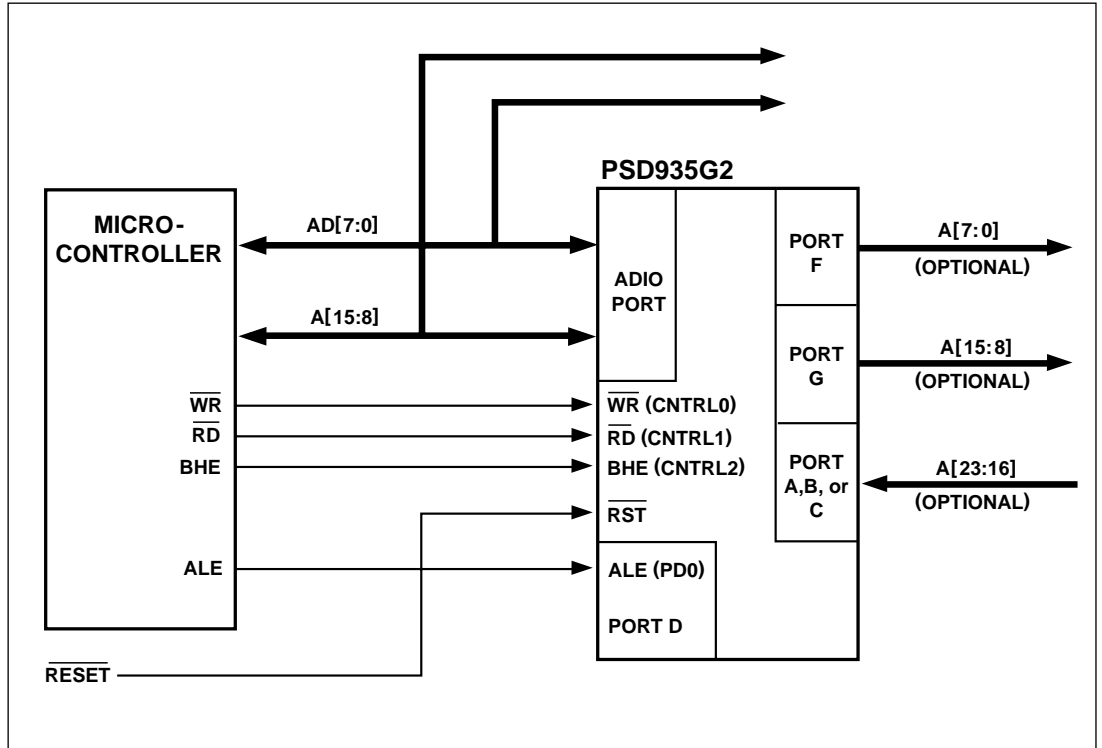 PSD935G2
MICRO-
CONTROLLER
AD[7:0]
A[15:8]
WR
RD
BHE
ALE
RESET
ADIO
PORT
WR (CNTRL0)
RD (CNTRL1)
BHE (CNTRL2)
RST
ALE (PD0)
PORT D
PORT
F
PORT
G
PORT
A,B, or
C
A[7:0]
(OPTIONAL)
A[15:8]
(OPTIONAL)
A[23:16]
(OPTIONAL)